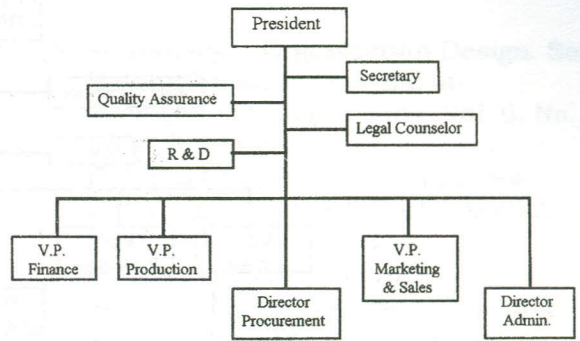 President
Secretary
Quality Assurance
Legal Counselor
R & D
V.P.
Finance
V.P.
Production
V.P.
Marketing
& Sales
Director
Procurement
Director
Admin.